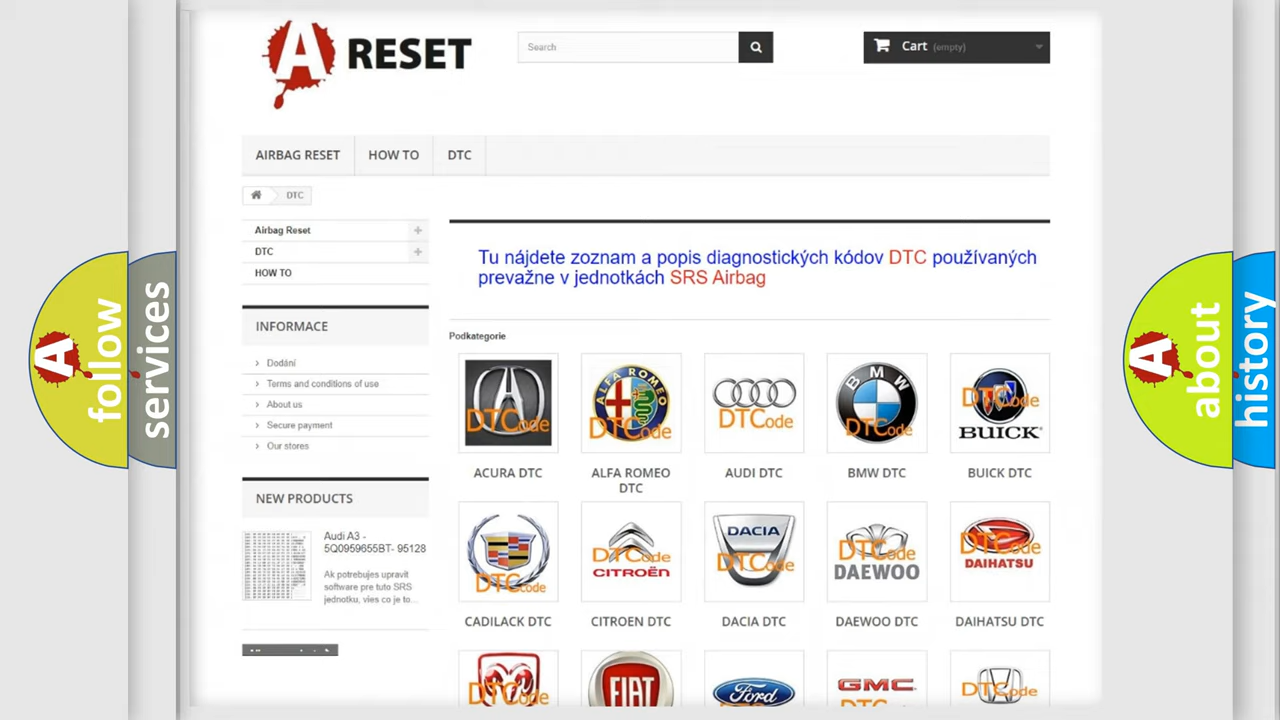 A RESET
Search
Cart (empty)
AIRBAG RESET
HOW TO
DTC
DTC
Airbag Reset
DTC
HOW TO
Tu nájdete zoznam a popis diagnostických kódov DTC používaných
prevažne v jednotkách SRS Airbag
INFORMACE
Dodání
Terms and conditions of use
About us
Secure payment
Our stores
Podkategorie
DTCode
ALFA ROMEO
DTCode
DTCode
BMW
DTCode
DTCode
BUICK
ACURA DTC
ALFA ROMEO
DTC
AUDI DTC
BMW DTC
BUICK DTC
NEW PRODUCTS
Audi A3 -
5Q0959655BT- 95128
Ak potrebujes upravit
software pre tuto SRS
jednotku, vies co je to...
DTCode
DTCode
CITROËN
DACIA
DTCode
DTCode
DAEWOO
DTCode
DAIHATSU
CADILACK DTC
CITROEN DTC
DACIA DTC
DAEWOO DTC
DAIHATSU DTC
DTCode
FIAT
Ford
GMC
DTCode
A follow
services
A about
history